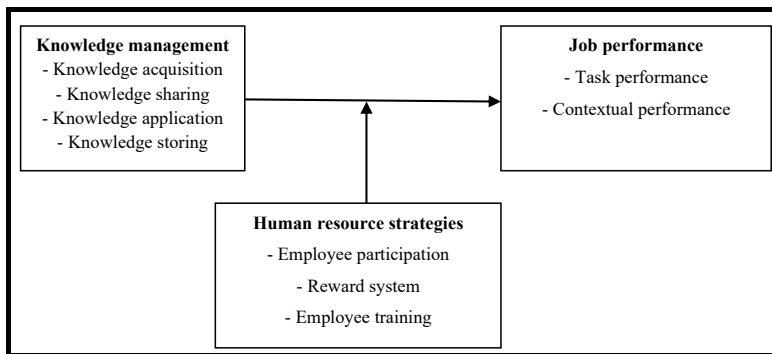 Knowledge management
- Knowledge acquisition
- Knowledge sharing
- Knowledge application
- Knowledge storing
Job performance
- Task performance
- Contextual performance
Human resource strategies
- Employee participation
- Reward system
- Employee training